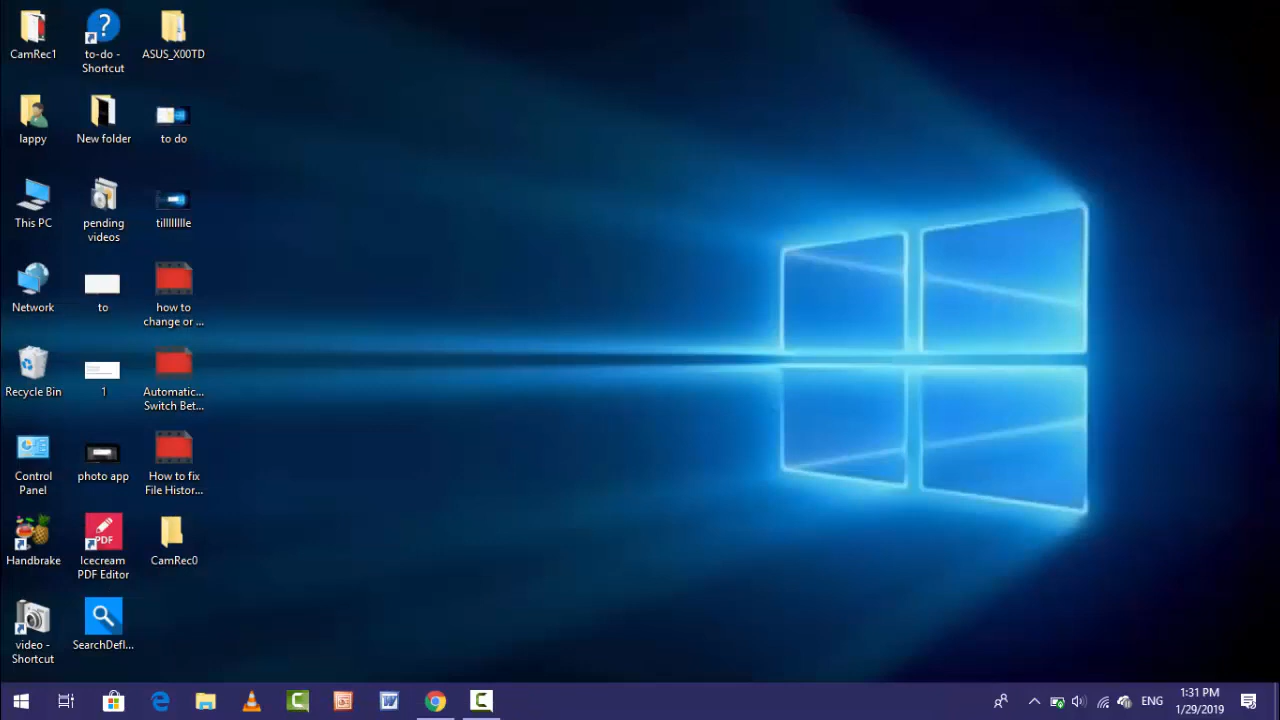 CamRec1
to-do -
Shortcut
ASUS_X00TD
lappy
New folder
to do
This PC
pending
videos
tillllllllle
Network
to
how to
change or ...
Recycle Bin
1
Automatic...
Switch Bet...
Control
Panel
photo app
How to fix
File Histor...
Handbrake
PDF
Icecream
PDF Editor
CamRec0
video -
Shortcut
SearchDefl...
ENG
1:31 PM
1/29/2019